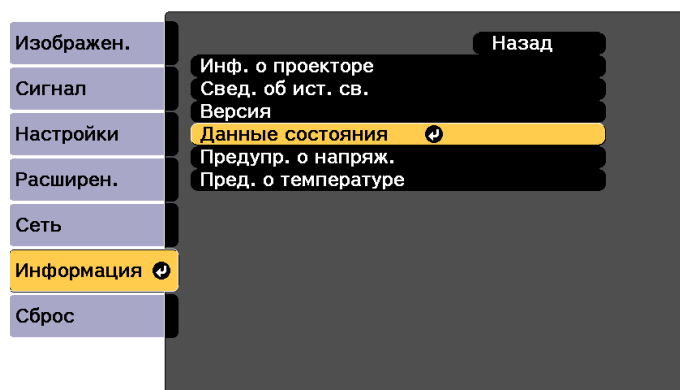 Изображен.
Сигнал
Настройки
Расширен.
Сеть
Информация
Сброс
Назад
Инф. о проекторе
Свед. об ист. св.
Версия
Данные состояния
Предупр. о напряж.
Пред. о температуре